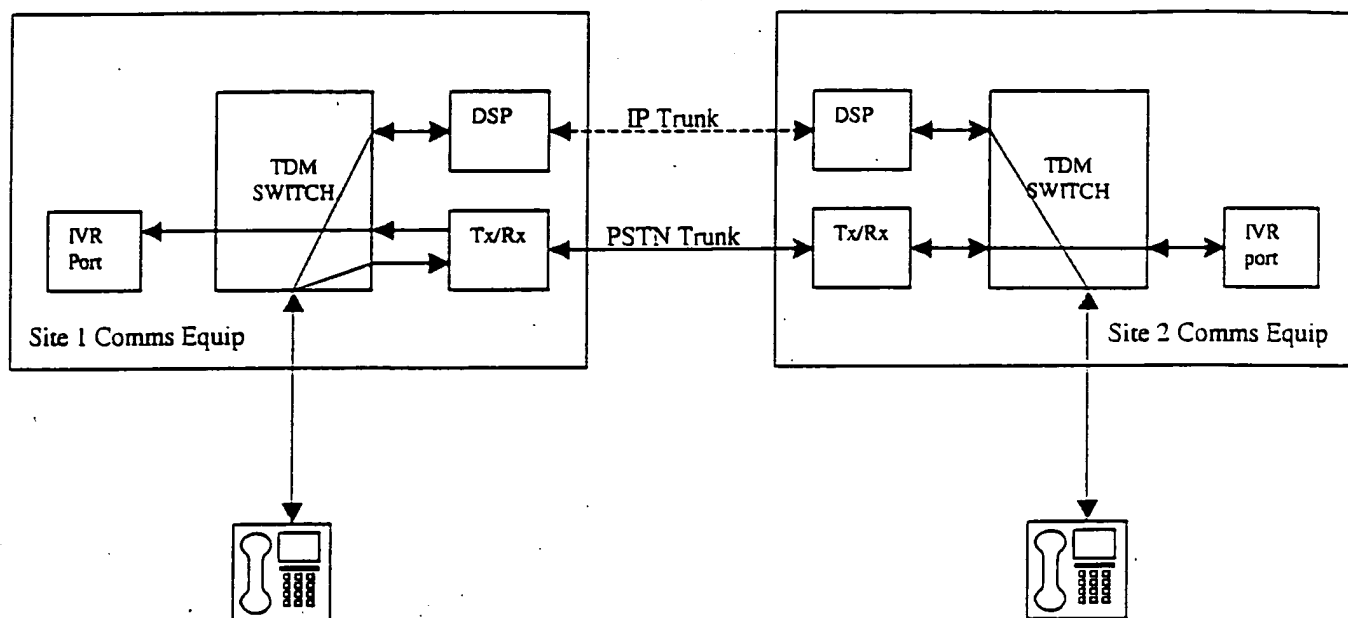 DSP
IP Trunk
DSP
TDM
SWITCH
TDM
SWITCH
IVR
Port
Tx/Rx
PSTN Trunk
Tx/Rx
IVR
port
Site 1 Comms Equip
Site 2 Comms Equip